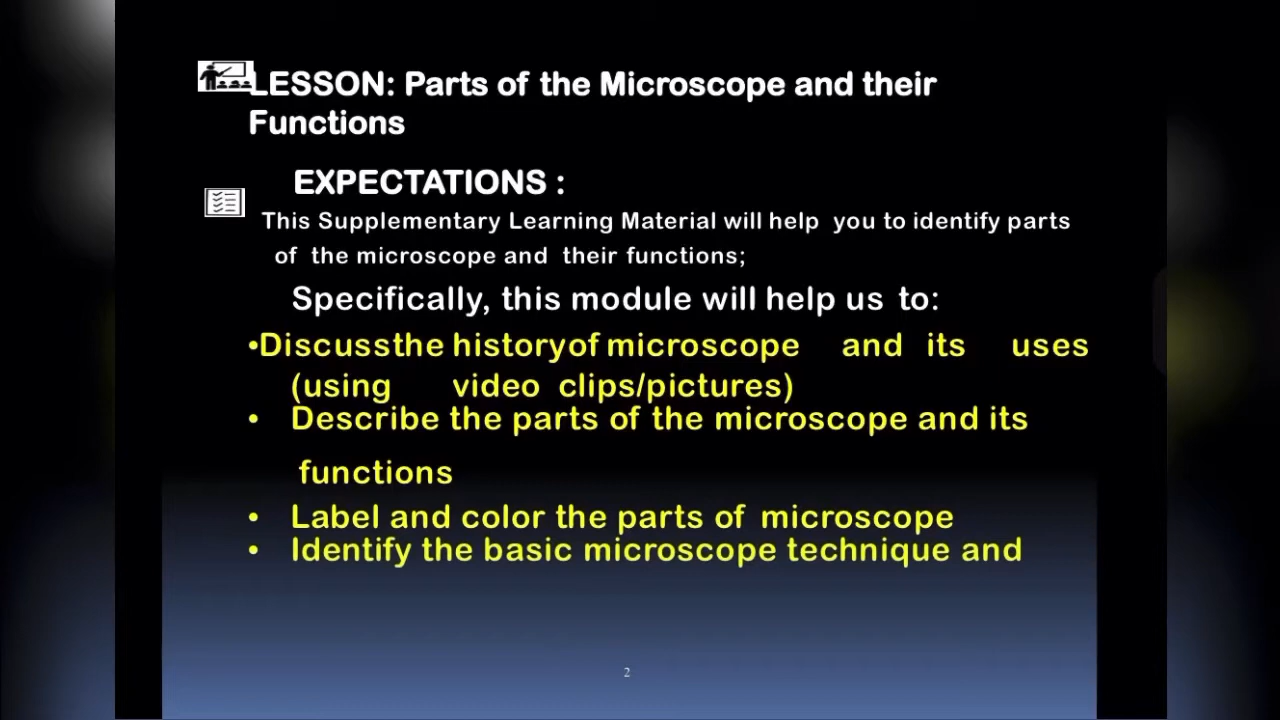 LESSON: Parts of the Microscope and their
Functions
EXPECTATIONS :
This Supplementary Learning Material will help you to identify parts
of the microscope and their functions;
Specifically, this module will help us to:
•Discussthe historyof microscope and its uses
(using video clips/pictures)
• Describe the parts of the microscope and its
functions
• Label and color the parts of microscope
• Identify the basic microscope technique and
2